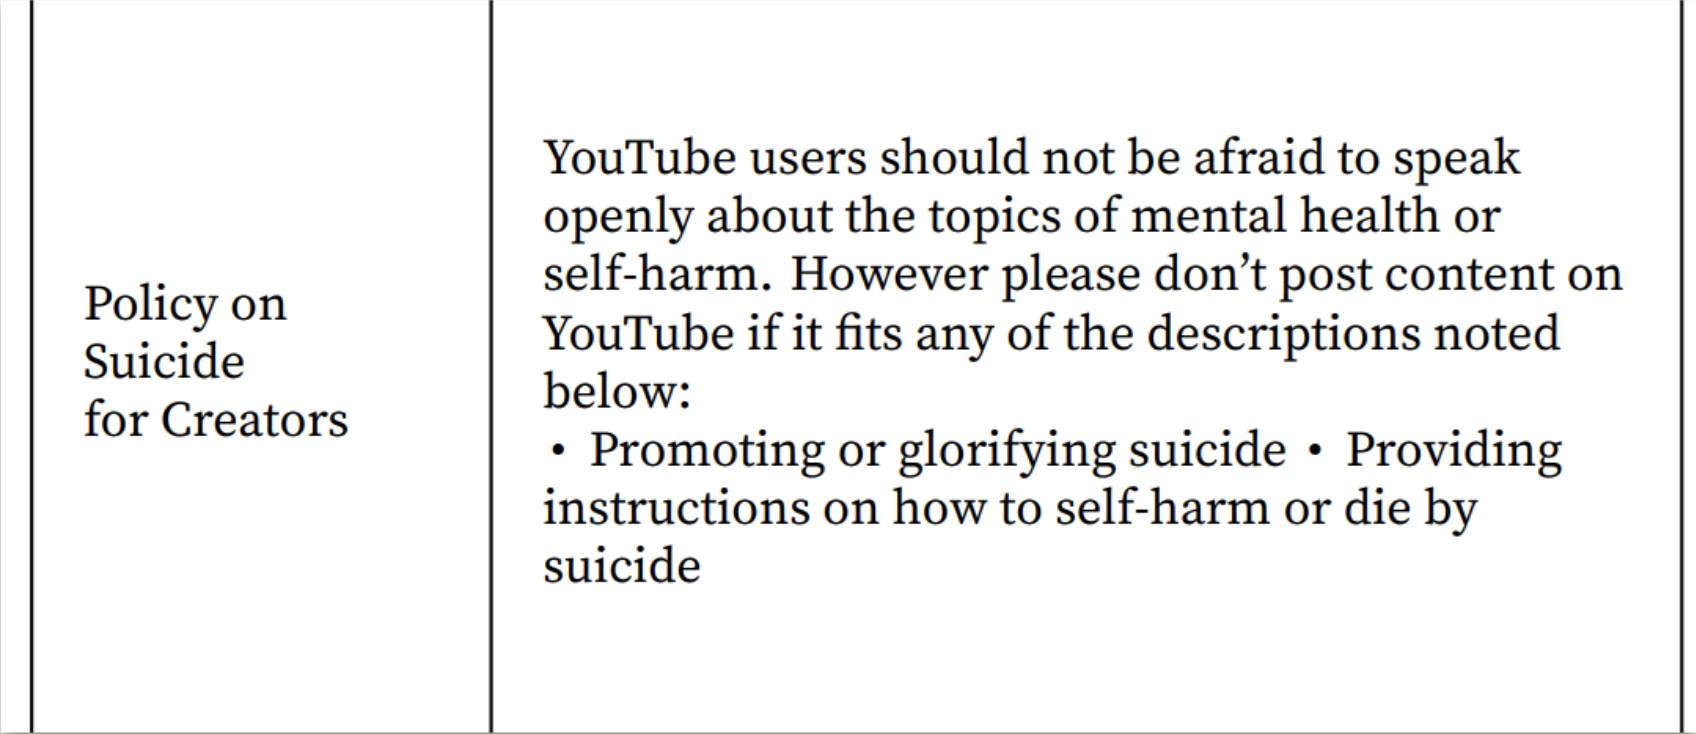 Policy on
Suicide
for Creators
YouTube users should not be afraid to speak
openly about the topics of mental health or
self-harm. However please don’t post content on
YouTube if it fits any of the descriptions noted
below:
• Promoting or glorifying suicide • Providing
instructions on how to self-harm or die by
suicide